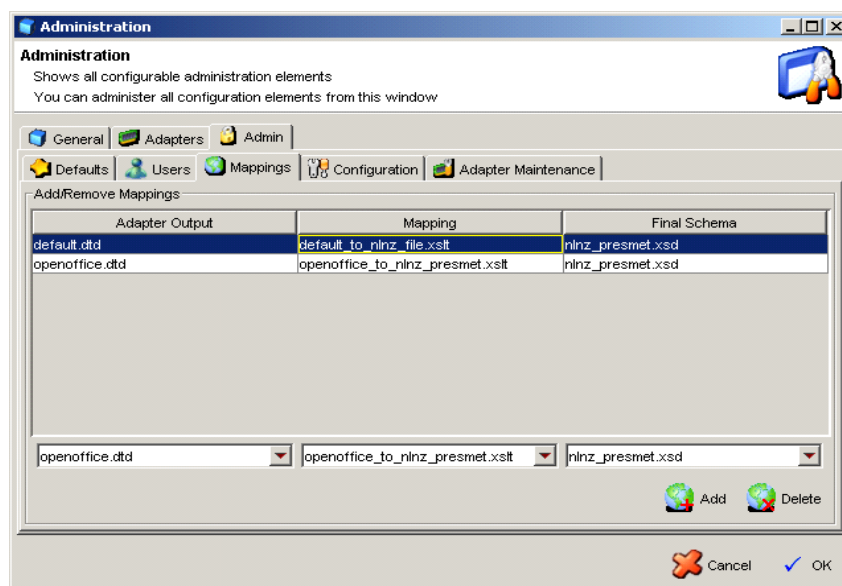 Administration
Administration
Shows all configurable administration elements
You can administer all configuration elements from this window
General Adapters Admin
Defaults Users Mappings Configuration Adapter Maintenance
Add/Remove Mappings
Adapter Output Mapping Final Schema
default.dtd default_to_nlnz_file.xslt nlnz_presmet.xsd
openoffice.dtd openoffice_to_nlnz_presmet.xslt nlnz_presmet.xsd
openoffice.dtd openoffice_to_nlnz_presmet.xslt nlnz_presmet.xsd
Add Delete
Cancel OK